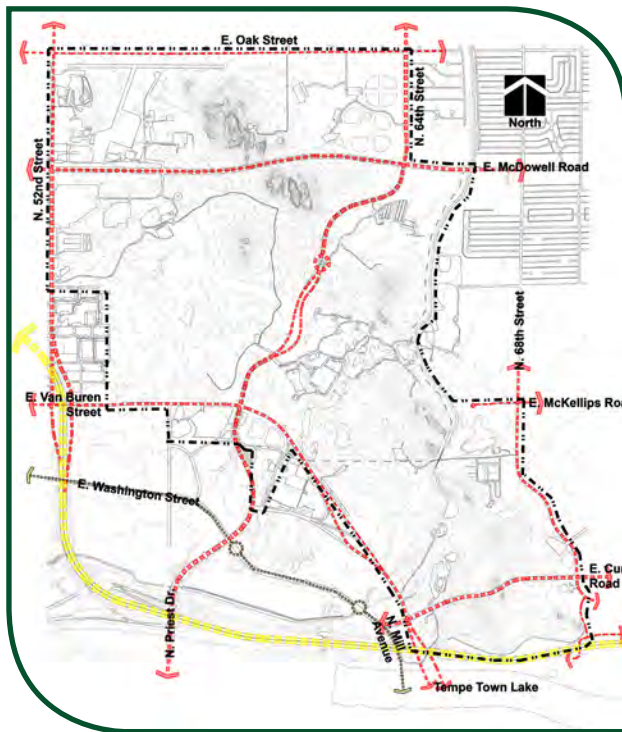 E. Oak Street
N. 64th Street
North
N. 52nd Street
E. McDowell Road
N. 68th Street
E. Van Buren
Street
E. McKellips Roa
E. Washington Street
E. Cur
Road
N. Priest Dr.
N. Mill
Avenue
Tempe Town Lake